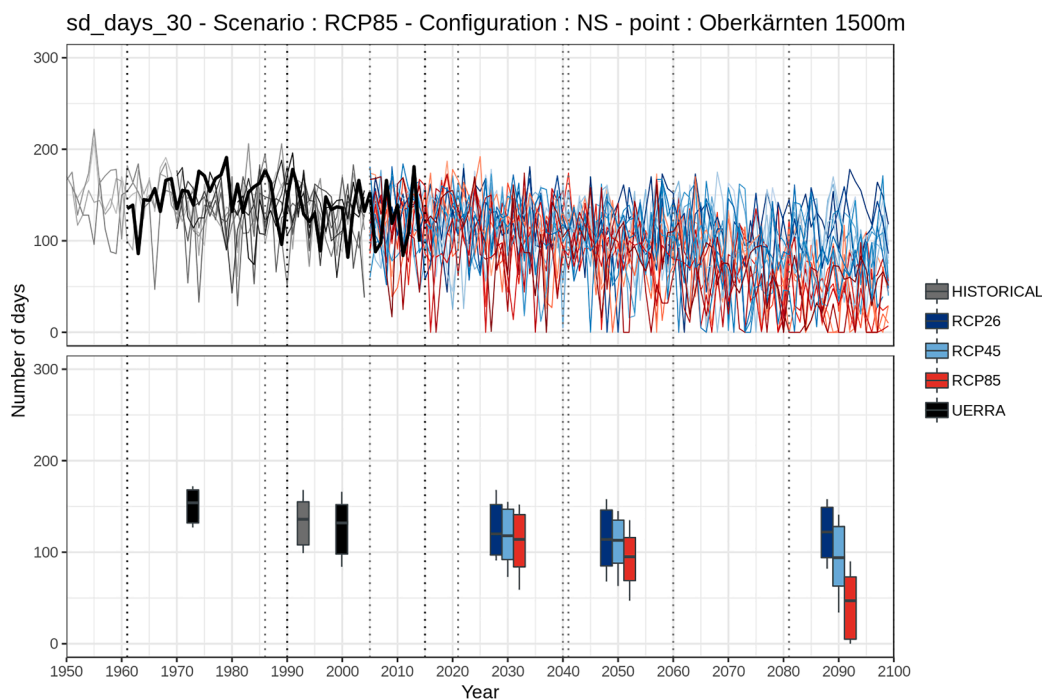 sd_days_30 - Scenario : RCP85 - Configuration : NS - point : Oberkärnten 1500m
300
200
100
0
Number of days
300
200
100
0
1950 1960 1970 1980 1990 2000 2010 2020 2030 2040 2050 2060 2070 2080 2090 2100
Year
HISTORICAL
RCP26
RCP45
RCP85
UERRA